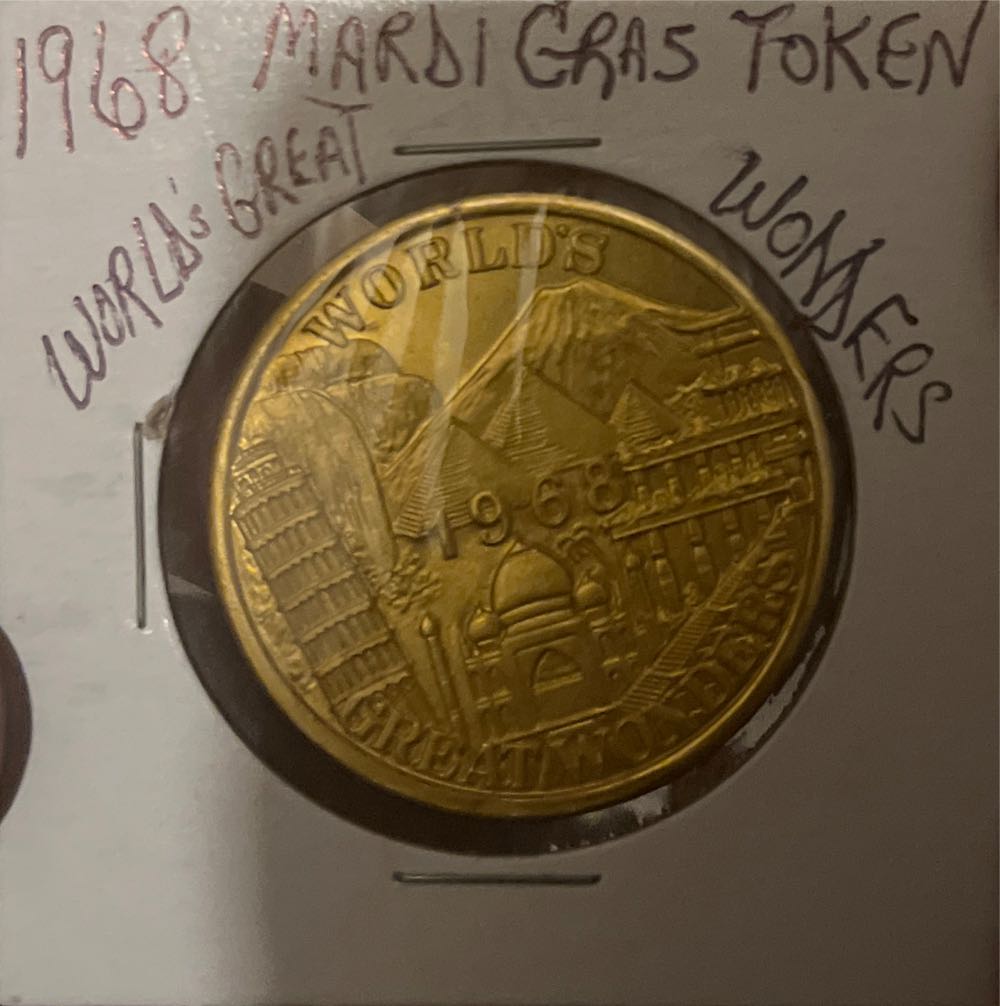 1968 MARDI GRAS TOKEN
WORLD's GREAT WONDERS
WORLD'S
1968
GREAT WONDERS